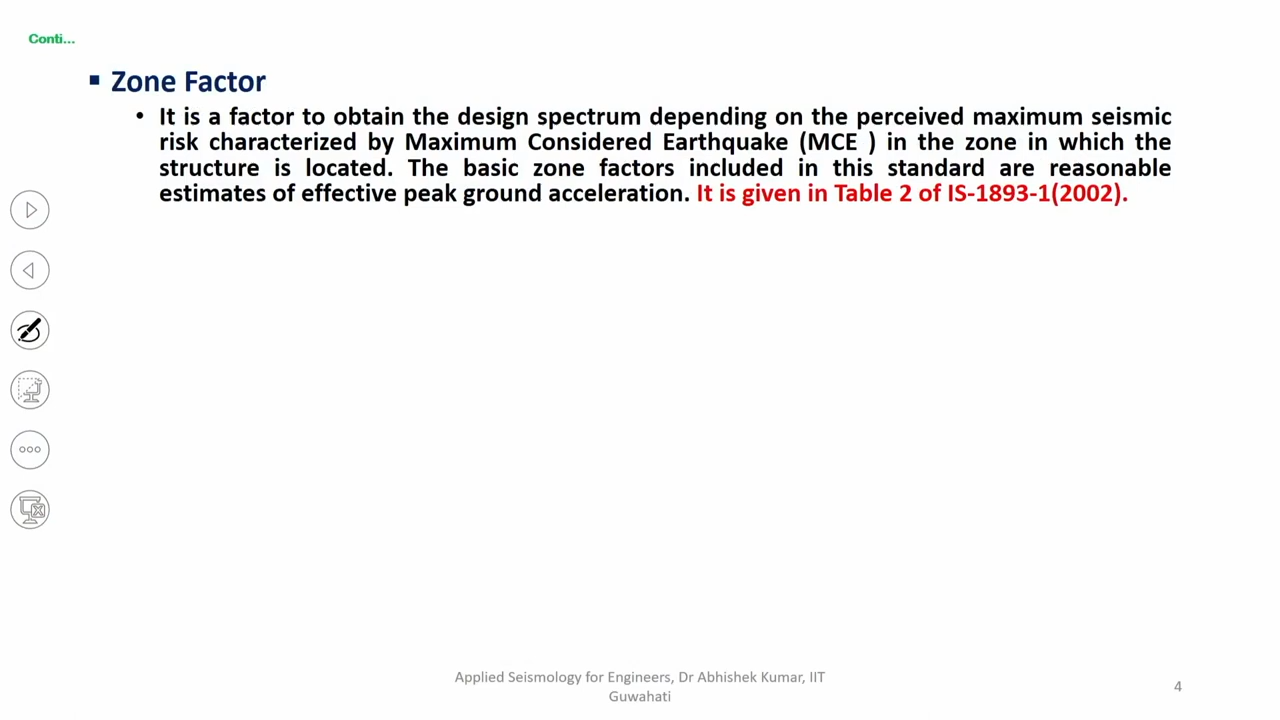 Conti...
▪ Zone Factor
• It is a factor to obtain the design spectrum depending on the perceived maximum seismic
risk characterized by Maximum Considered Earthquake (MCE ) in the zone in which the
structure is located. The basic zone factors included in this standard are reasonable
estimates of effective peak ground acceleration. It is given in Table 2 of IS-1893-1(2002).
Applied Seismology for Engineers, Dr Abhishek Kumar, IIT
Guwahati
4